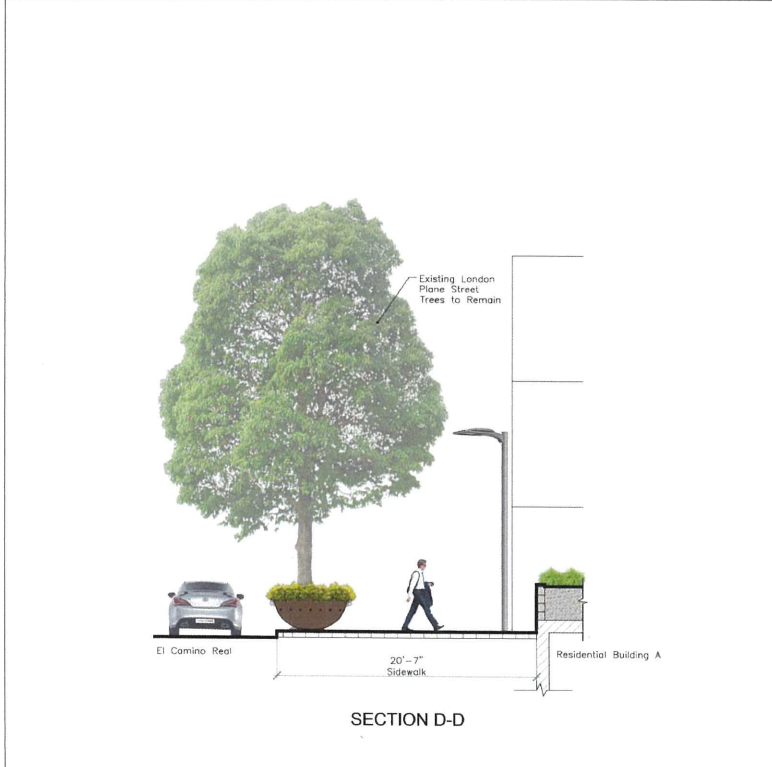 Existing London
Plane Street
Trees to Remain
El Camino Real
20'-7"
Sidewalk
Residential Building A
SECTION D-D